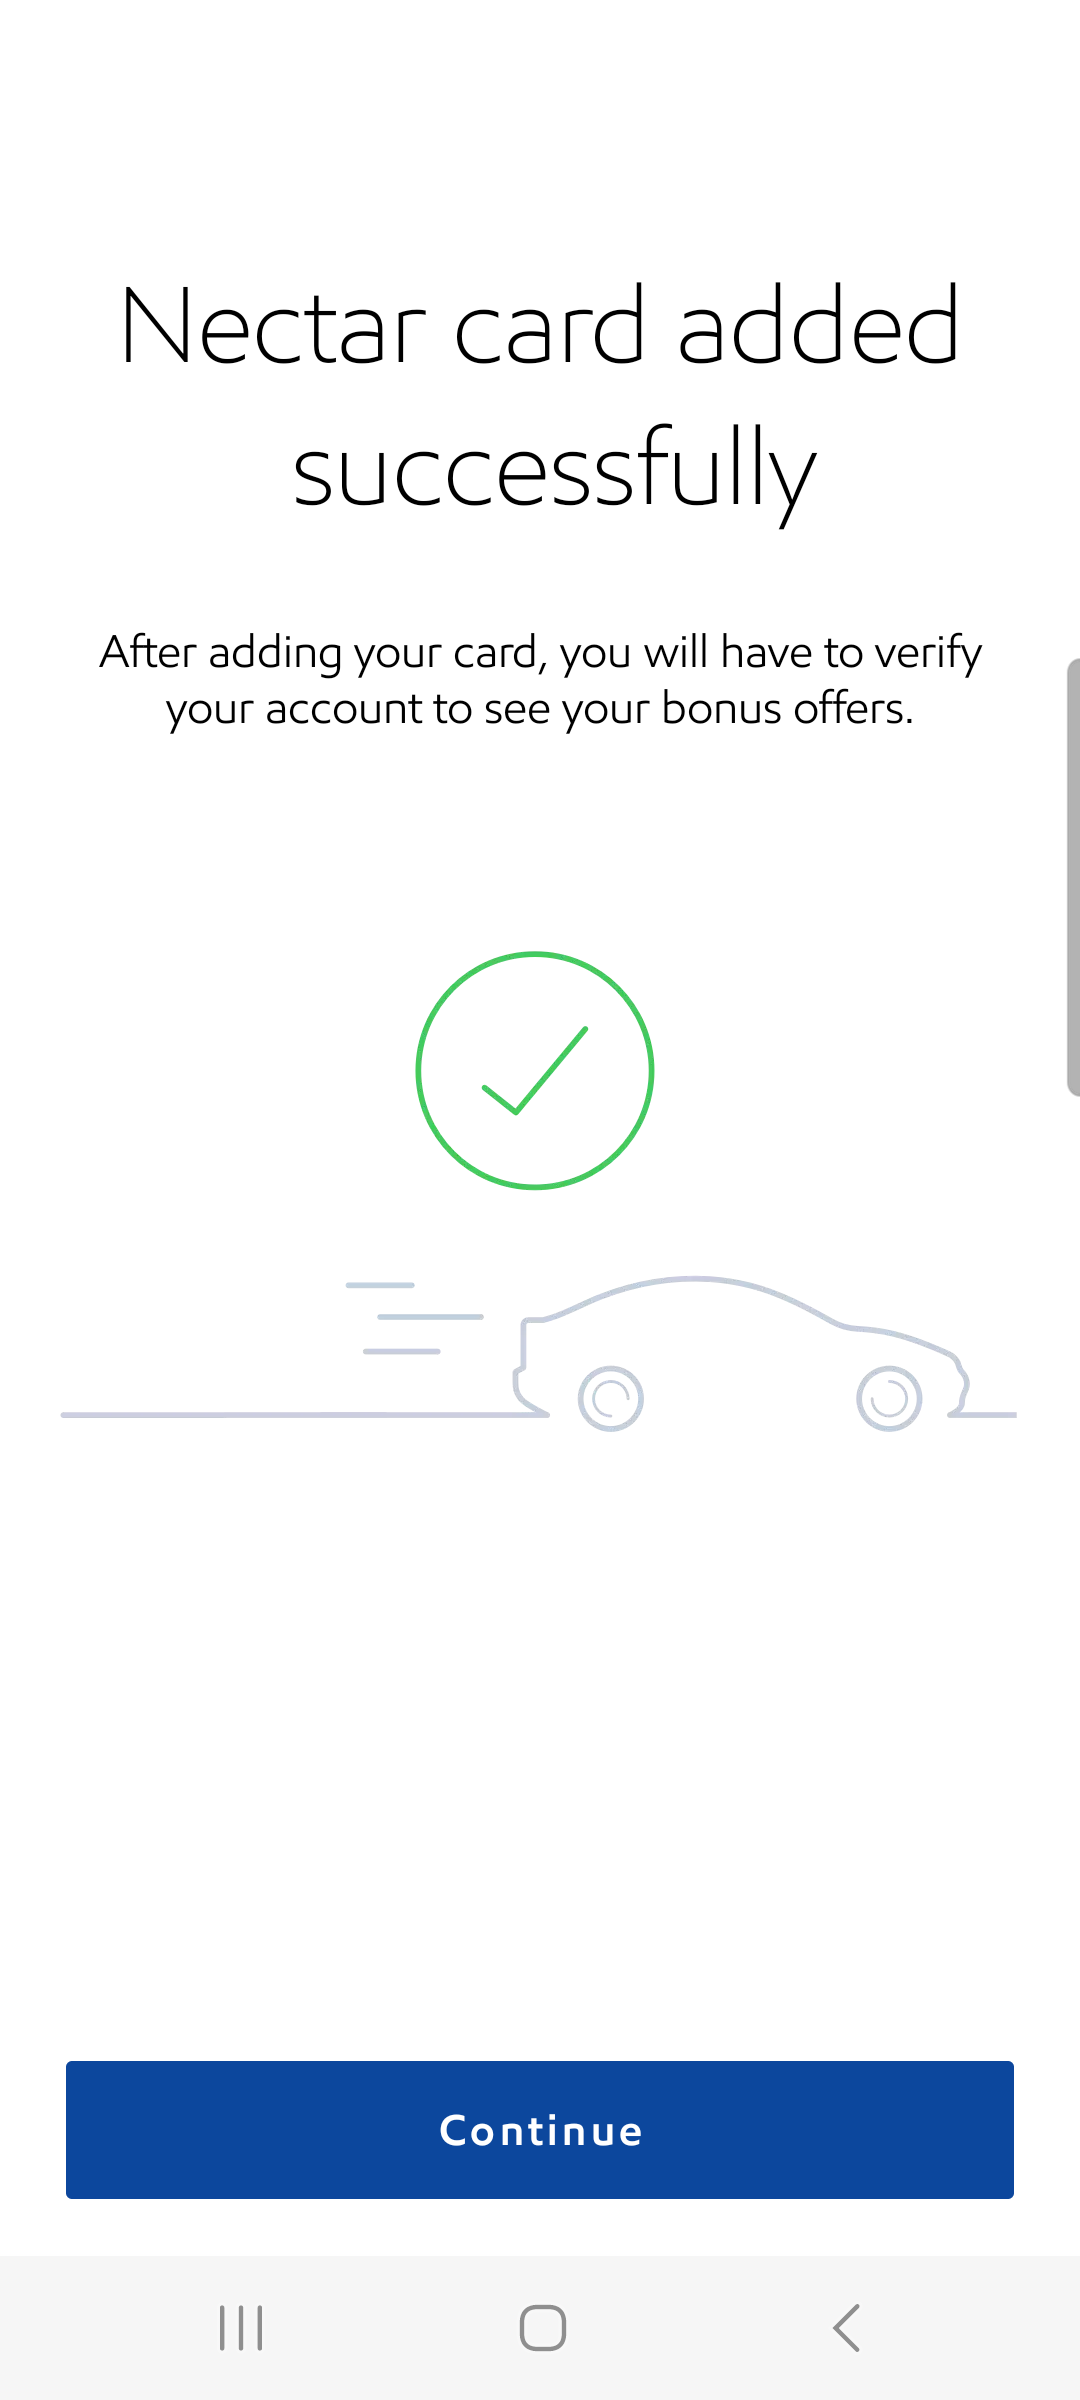 Nectar card added
successfully
After adding your card, you will have to verify
your account to see your bonus offers.
Continue